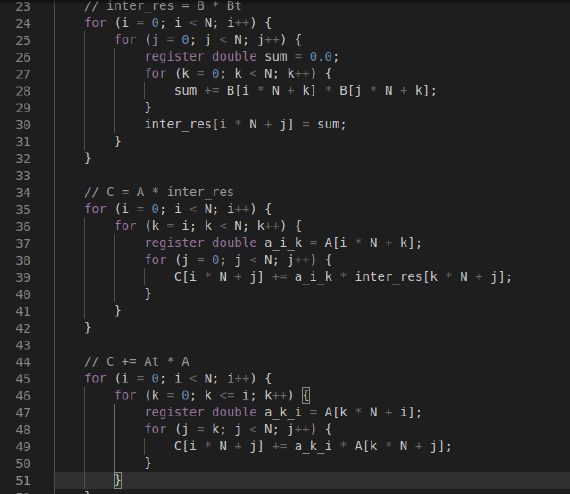 23 // inter_res = B * Bt
24 for (i = 0; i < N; i++) {
25 for (j = 0; j < N; j++) {
26 register double sum = 0.0;
27 for (k = 0; k < N; k++) {
28 sum += B[i * N + k] * B[j * N + k];
29 }
30 inter_res[i * N + j] = sum;
31 }
32 }
33
34 // C = A * inter_res
35 for (i = 0; i < N; i++) {
36 for (k = i; k < N; k++) {
37 register double a_i_k = A[i * N + k];
38 for (j = 0; j < N; j++) {
39 C[i * N + j] += a_i_k * inter_res[k * N + j];
40 }
41 }
42 }
43
44 // C += At * A
45 for (i = 0; i < N; i++) {
46 for (k = 0; k <= i; k++) {
47 register double a_k_i = A[k * N + i];
48 for (j = k; j < N; j++) {
49 C[i * N + j] += a_k_i * A[k * N + j];
50 }
51 }